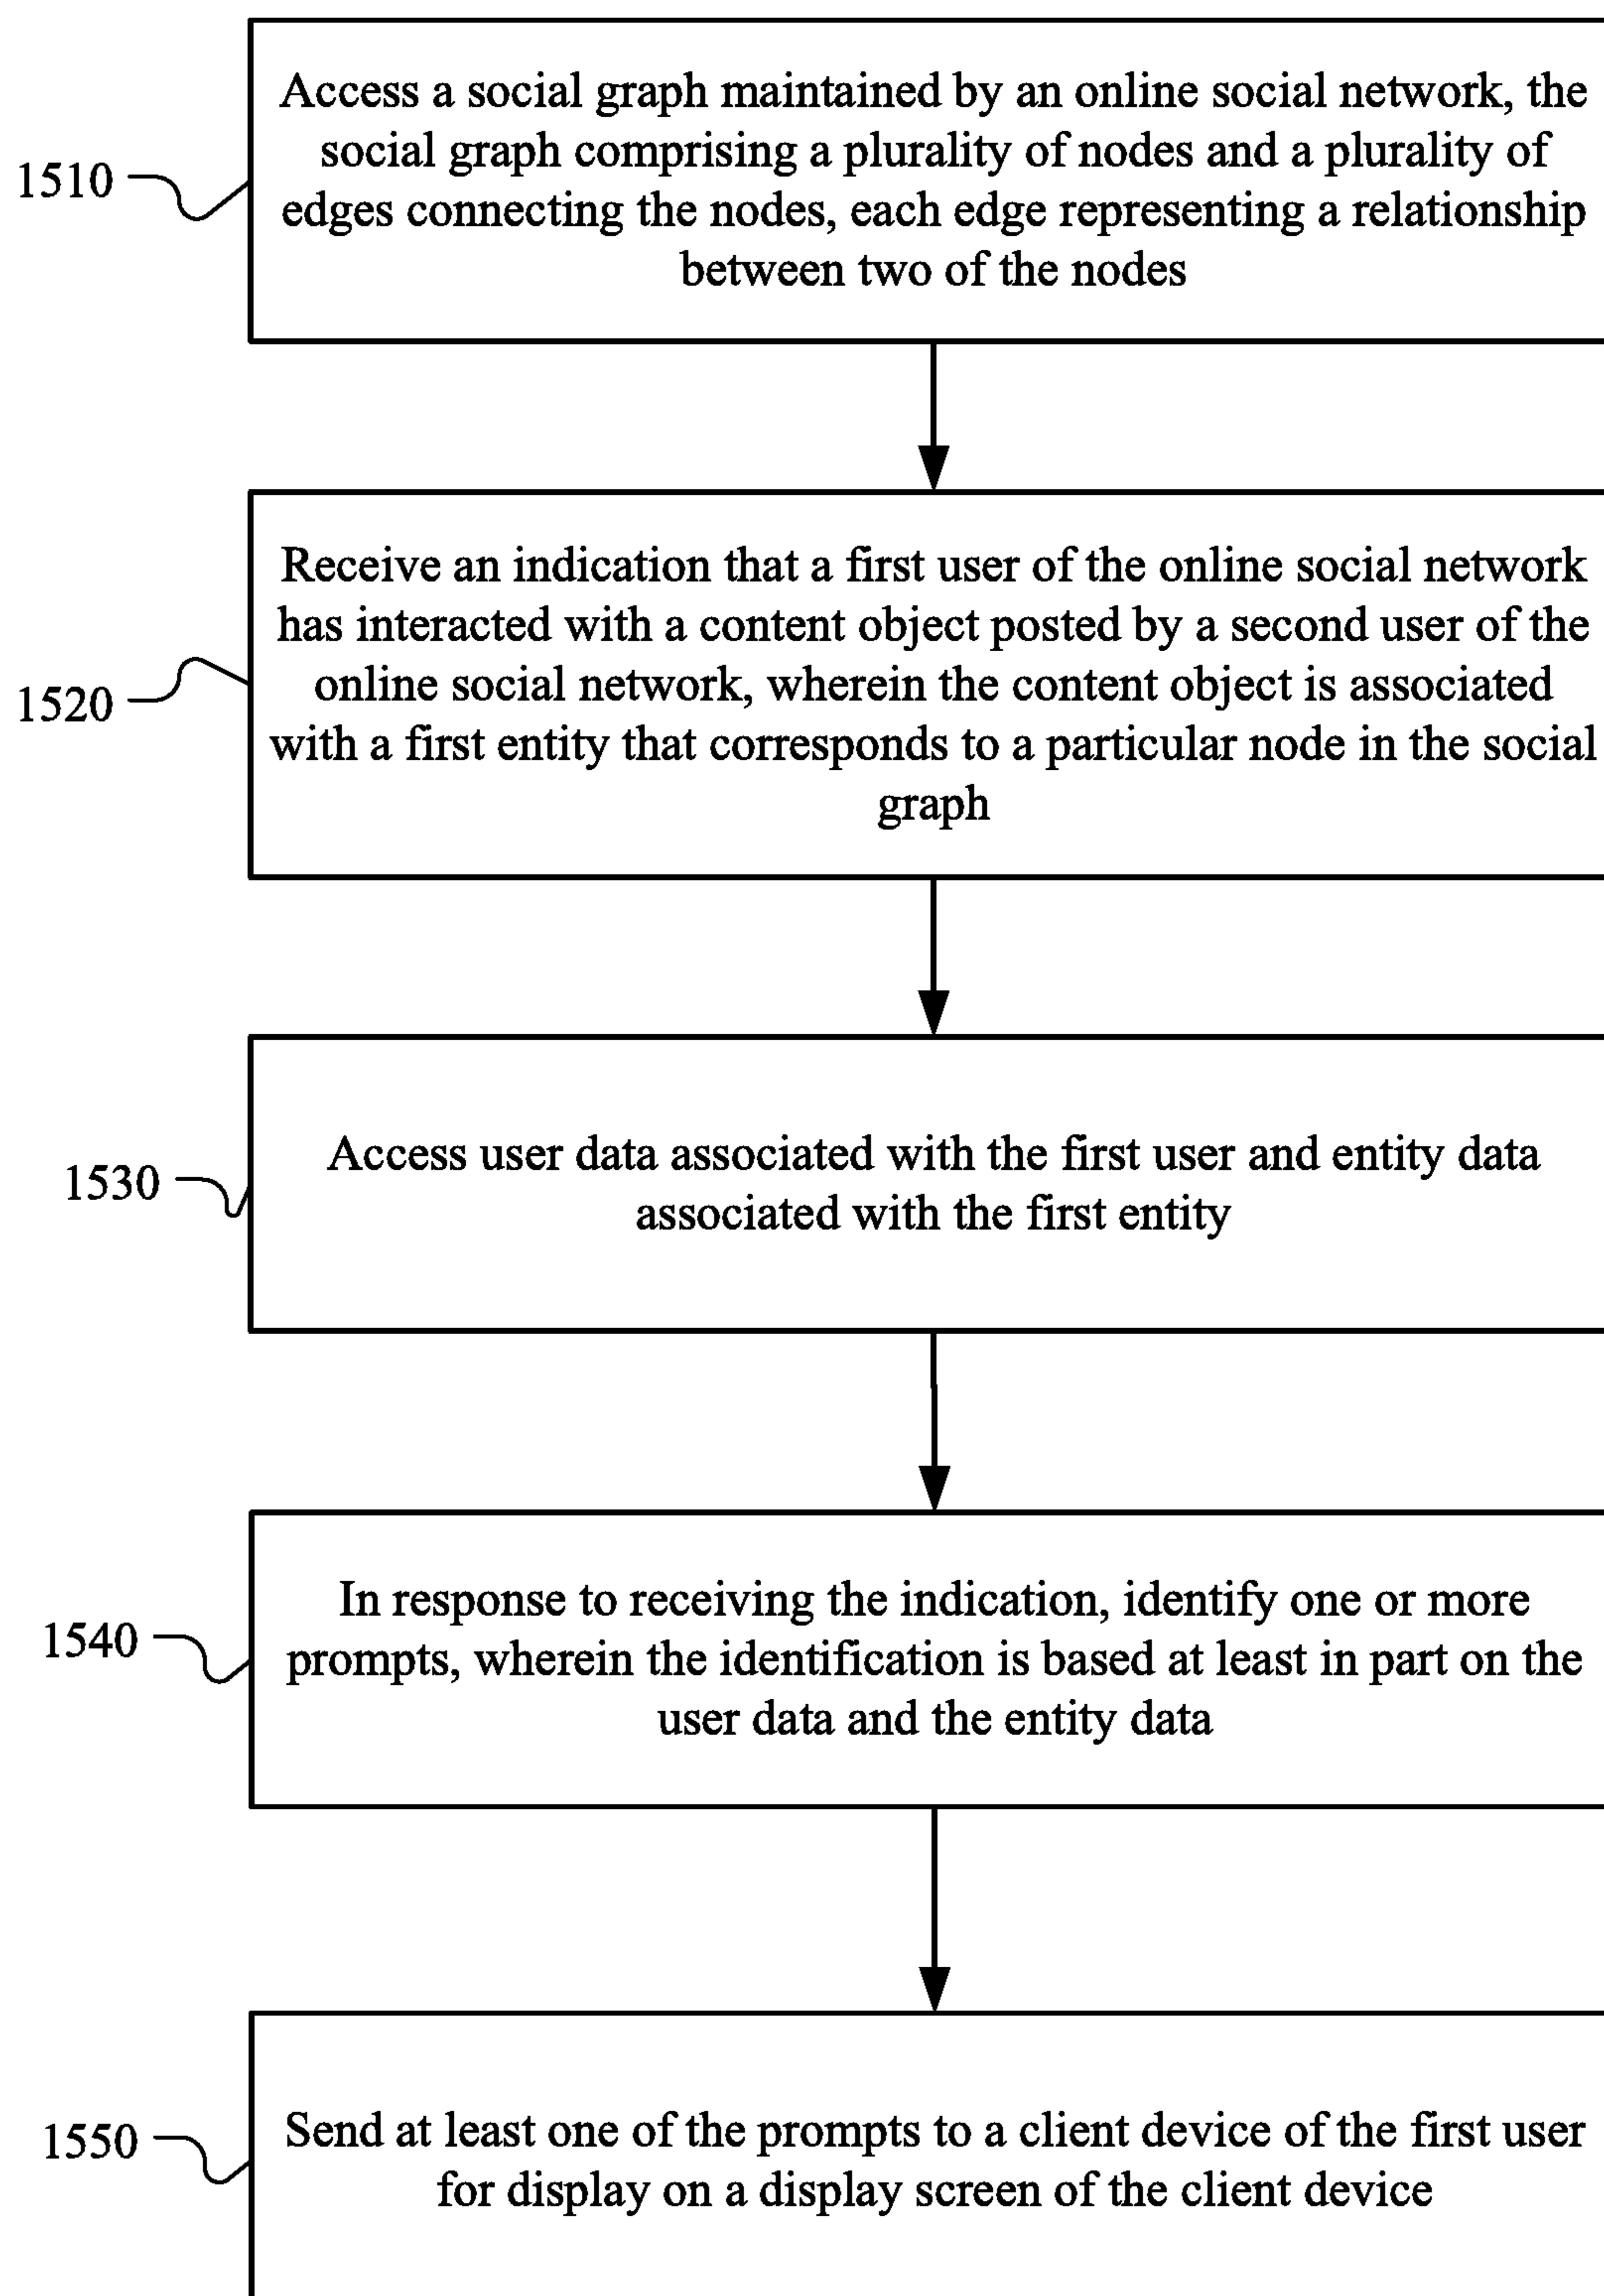 Access a social graph maintained by an online social network, the
social graph comprising a plurality of nodes and a plurality of
1510
edges connecting the nodes, each edge representing a relationship
between two of the nodes
Receive an indication that a first user of the online social network
has interacted with a content object posted by a second user of the
online social network, wherein the content object is associated
1520
with a first entity that corresponds to a particular node in the social
graph
Access user data associated with the first user and entity data
1530
associated with the first entity
In response to receiving the indication, identify one or more
1540
prompts, wherein the identification is based at least in part on the
user data and the entity data
Send at least one of the prompts to a client device of the first user
1550
for display on a display screen of the client device